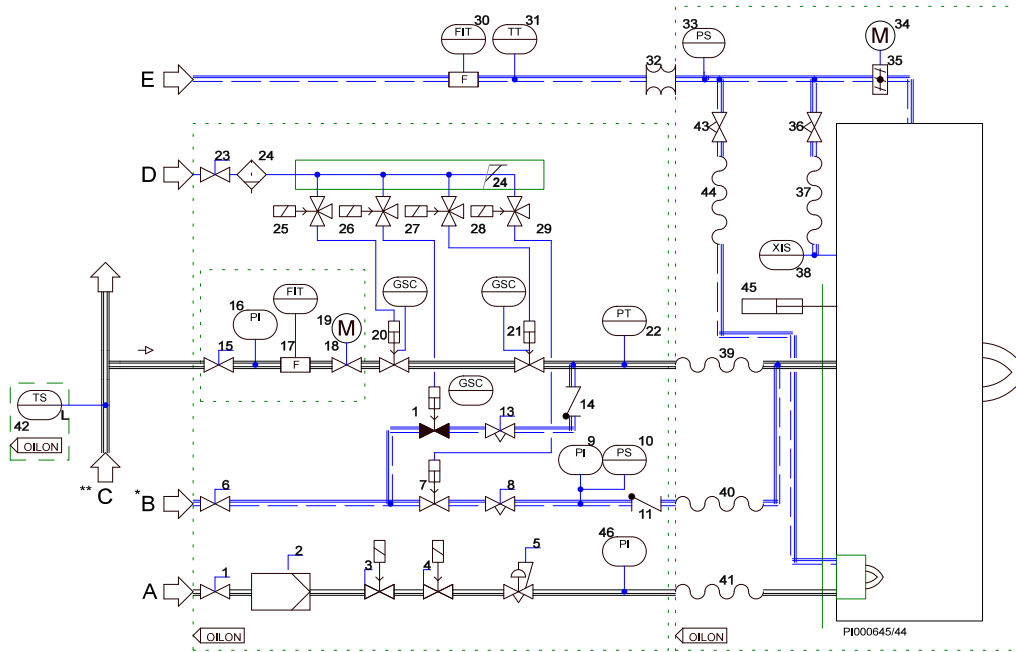 30 31 33 34
FIT TT PS M
32 35
E F
43 36
23 24
D 24
44 37
25 26 27 28 29
XIS
38
GSC GSC
45
FIT
16 19 PT
PI M 20 21 22
15 17 18
F 39
TS
42 L
GSC
1 13 14
OILON
9 10
PI PS
** C
* B 6 7 8 11 40
46
PI
2 5
1 3 4
A 41
OILON OILON PI000645/44